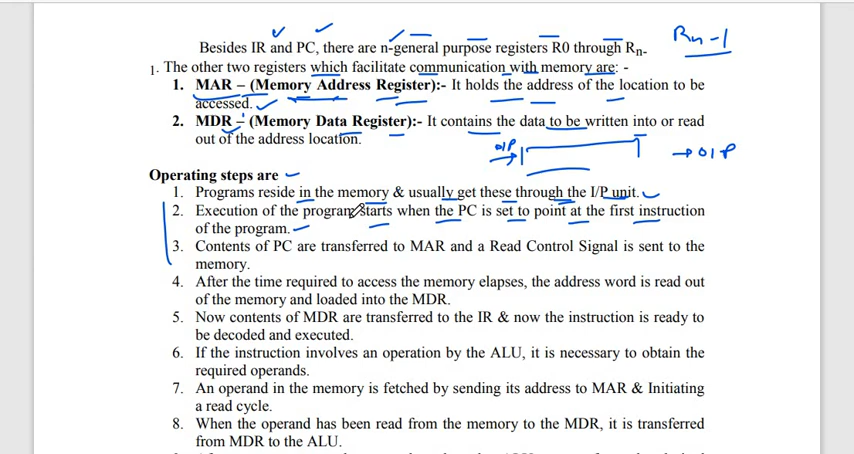 Besides IR and PC, there are n-general purpose registers R0 through Rn-
Rn-1
1. The other two registers which facilitate communication with memory are: -
1. MAR – (Memory Address Register):- It holds the address of the location to be
accessed.
2. MDR – (Memory Data Register):- It contains the data to be written into or read
out of the address location.
O/P
Operating steps are
1. Programs reside in the memory & usually get these through the I/P unit.
2. Execution of the program starts when the PC is set to point at the first instruction
of the program.
3. Contents of PC are transferred to MAR and a Read Control Signal is sent to the
memory.
4. After the time required to access the memory elapses, the address word is read out
of the memory and loaded into the MDR.
5. Now contents of MDR are transferred to the IR & now the instruction is ready to
be decoded and executed.
6. If the instruction involves an operation by the ALU, it is necessary to obtain the
required operands.
7. An operand in the memory is fetched by sending its address to MAR & Initiating
a read cycle.
8. When the operand has been read from the memory to the MDR, it is transferred
from MDR to the ALU.